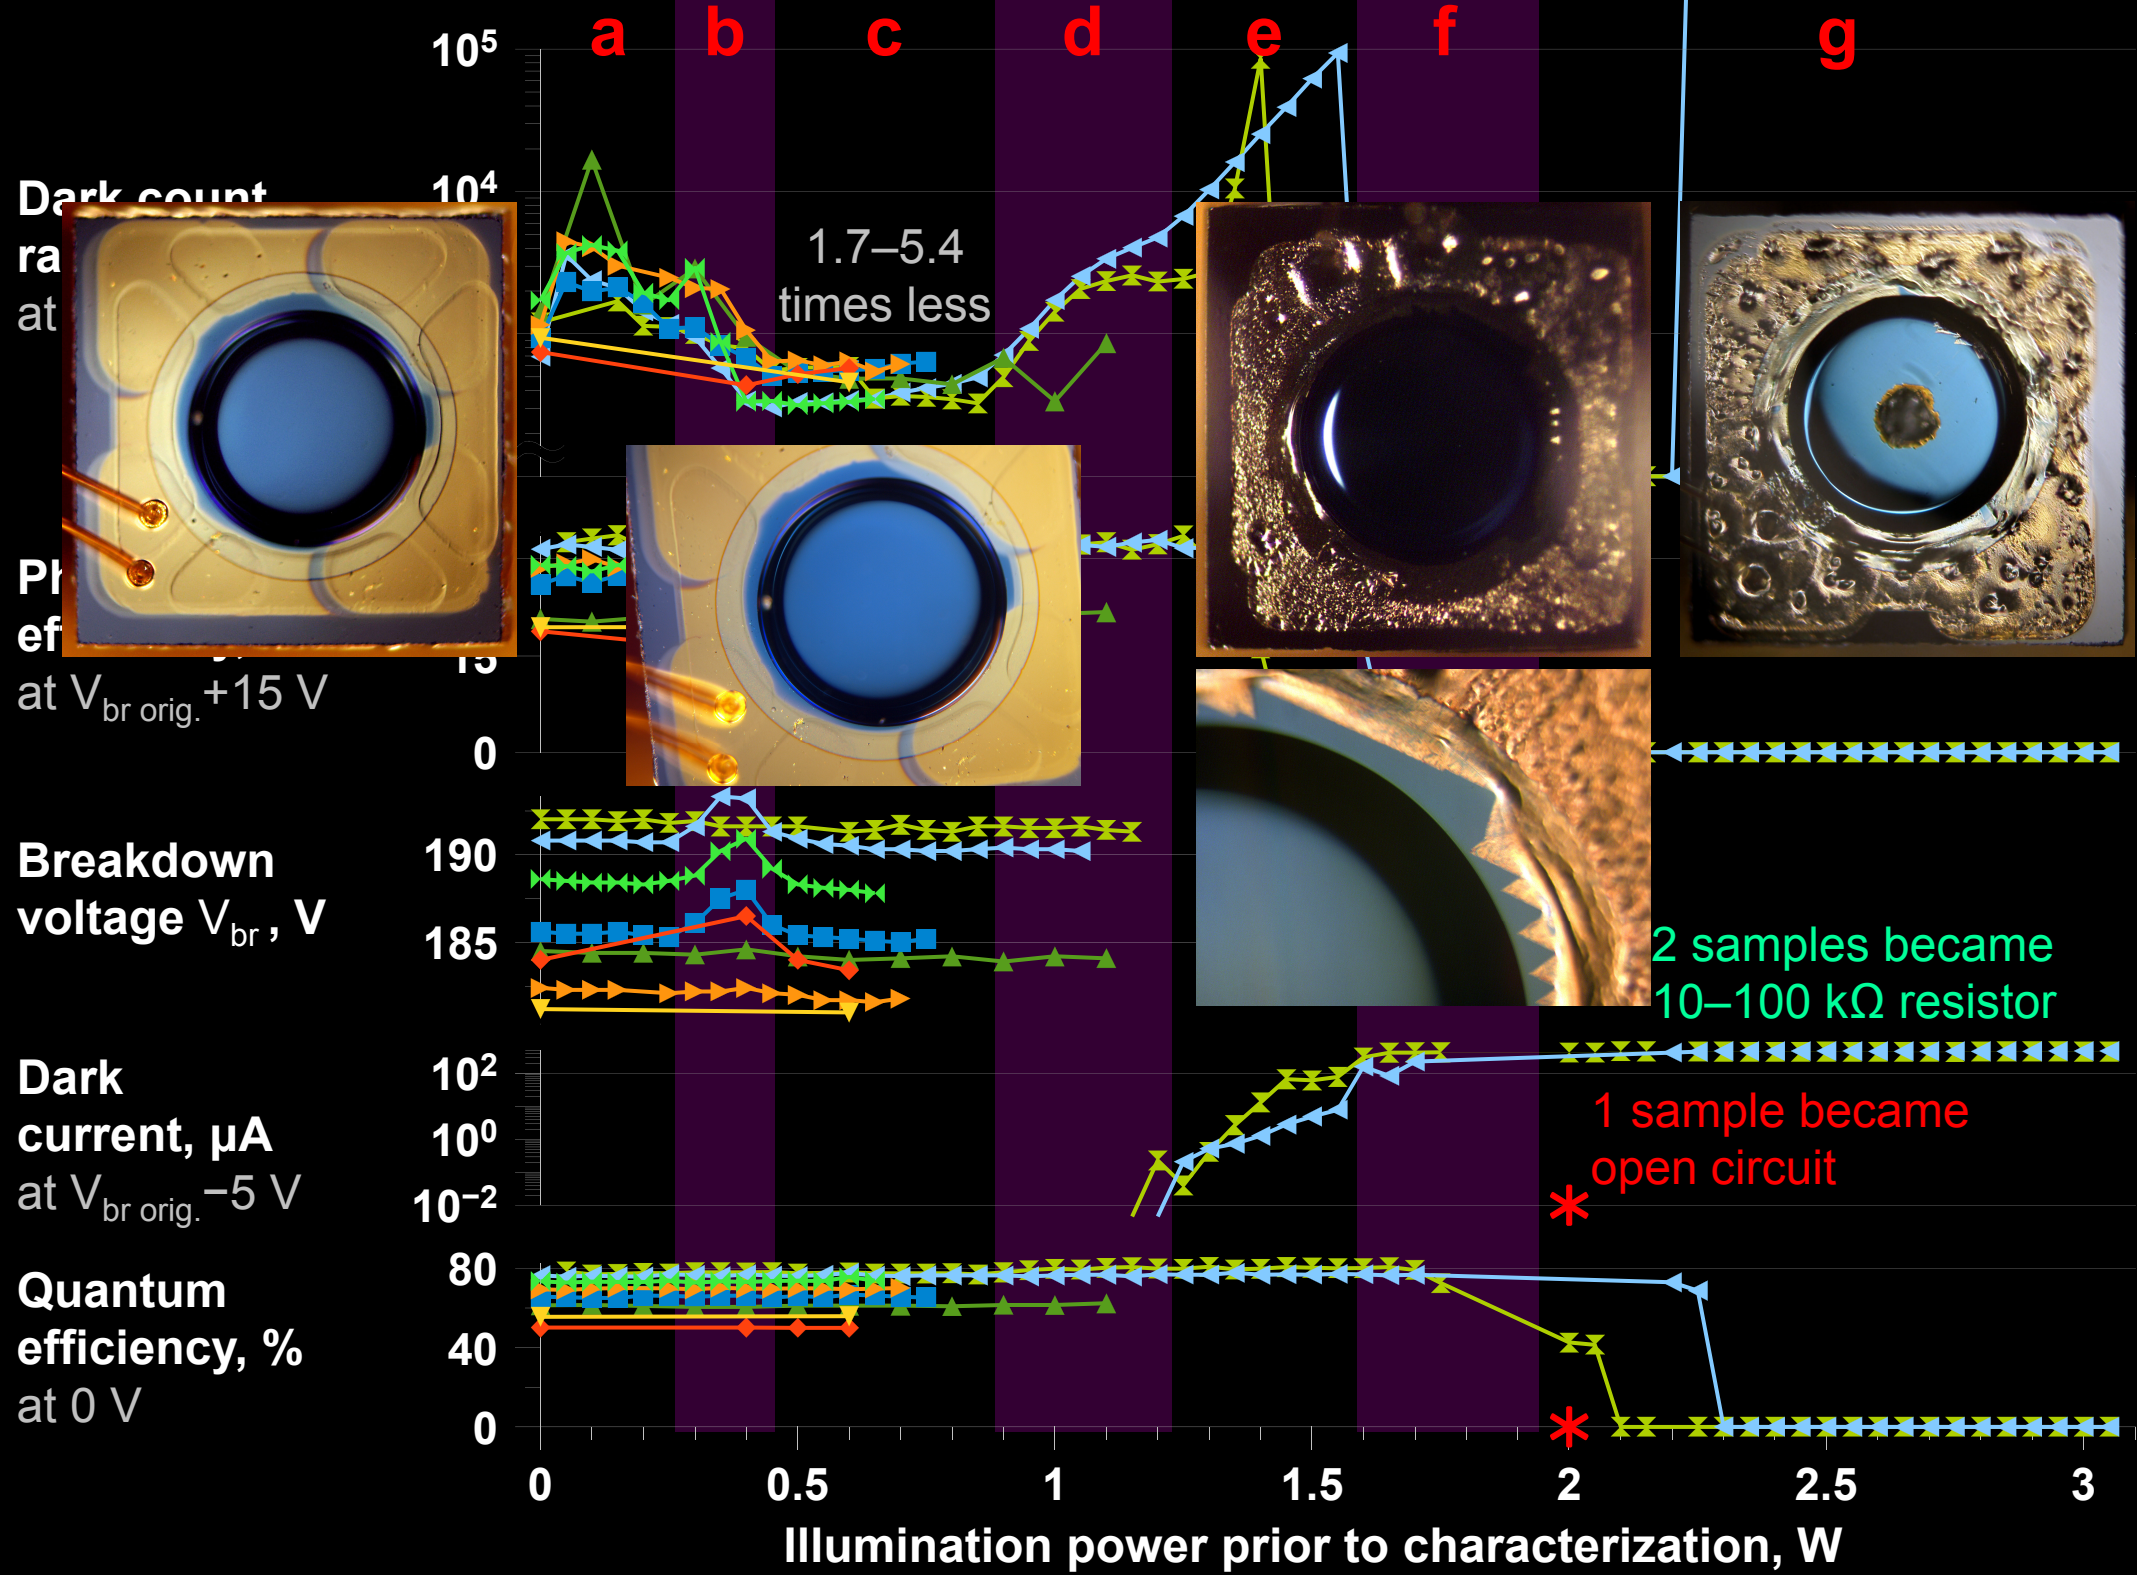 a b c d e f g
10⁵
10⁴
Dark count
1.7–5.4
times less
at
15
at V_br orig.+15 V
0
Breakdown
voltage V_br, V
190
185
2 samples became
10–100 kΩ resistor
Dark
current, µA
at V_br orig.−5 V
10²
10⁰
10⁻²
1 sample became
open circuit
Quantum
efficiency, %
at 0 V
80
40
0
0 0.5 1 1.5 2 2.5 3
Illumination power prior to characterization, W